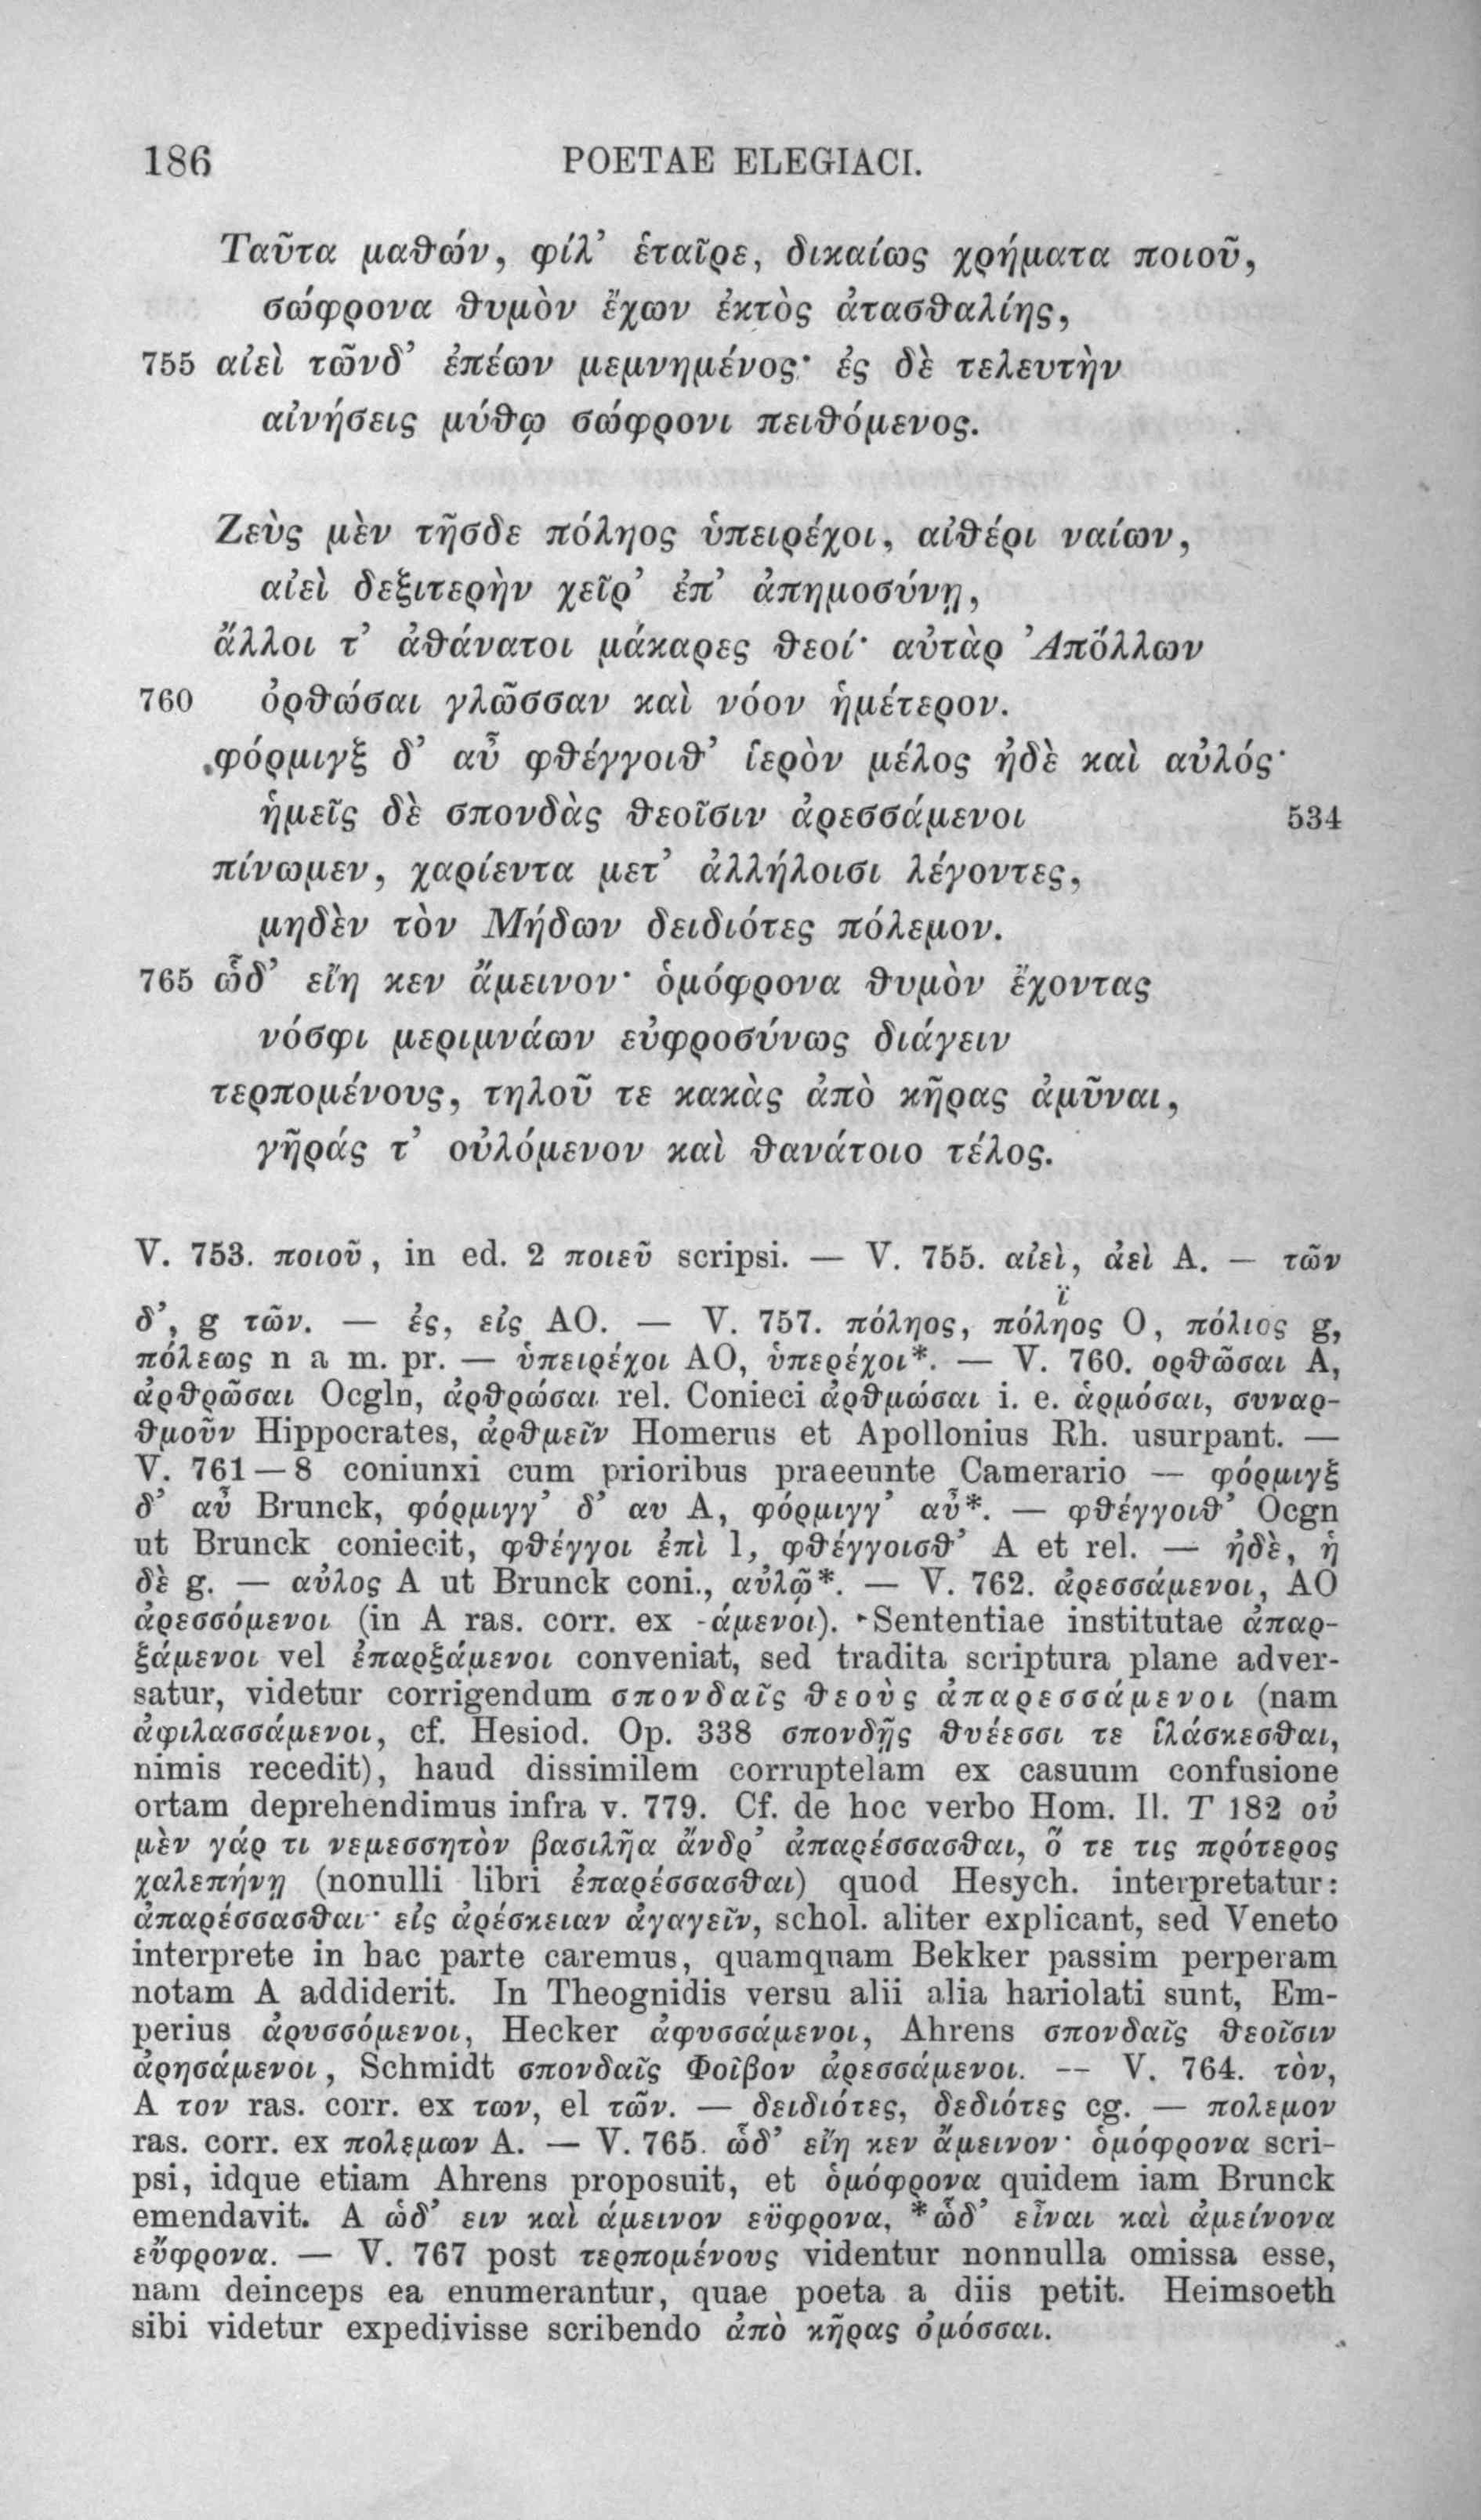 186 POETAE ELEGIACI.
Ταῦτα μαθών, φίλ’ ἑταῖρε, δικαίως χρήματα ποιοῦ,
σώφρονα θυμὸν ἔχων ἐκτὸς ἀτασθαλίης,
755 αἰεὶ τῶνδ’ ἐπέων μεμνημένος· ἐς δὲ τελευτὴν
αἰνήσεις μύθῳ σώφρονι πειθόμενος.
Ζεὺς μὲν τῆσδε πόληος ὑπειρέχοι, αἰθέρι ναίων,
αἰεὶ δεξιτερὴν χεῖρ’ ἐπ’ ἀπημοσύνῃ,
ἄλλοι τ’ ἀθάνατοι μάκαρες θεοί· αὐτὰρ Ἀπόλλων
760 ὀρθώσαι γλῶσσαν καὶ νόον ἡμέτερον.
φόρμιγξ δ’ αὖ φθέγγοιθ’ ἱερὸν μέλος ἠδὲ καὶ αὐλός·
ἡμεῖς δὲ σπονδὰς θεοῖσιν ἀρεσσάμενοι 534
πίνωμεν, χαρίεντα μετ’ ἀλλήλοισι λέγοντες,
μηδὲν τὸν Μήδων δειδιότες πόλεμον.
765 ὧδ’ εἴη κεν ἄμεινον· ὁμόφρονα θυμὸν ἔχοντας
νόσφι μεριμνάων εὐφροσύνως διάγειν
τερπομένους, τηλοῦ τε κακὰς ἀπὸ κῆρας ἀμῦναι,
γῆράς τ’ οὐλόμενον καὶ θανάτοιο τέλος.
V. 753. ποιοῦ, in ed. 2 ποιεῦ scripsi. — V. 755. αἰεὶ, ἀεὶ A. — τῶν
δ’, g τῶν. — ἐς, εἰς AO. — V. 757. πόληος, πόληος O, πόλιος g,
πόλεως n a m. pr. — ὑπειρέχοι AO, ὑπερέχοι*. — V. 760. ορθῶσαι A,
ἀρθρῶσαι Ocgln, ἀρθρώσαι rel. Conieci ἀρθμώσαι i. e. ἁρμόσαι, συναρ-
θμοῦν Hippocrates, ἀρθμεῖν Homerus et Apollonius Rh. usurpant. —
V. 761—8 coniunxi cum prioribus praeeunte Camerario — φόρμιγξ
δ’ αὖ Brunck, φόρμιγγ’ δ’ αυ A, φόρμιγγ’ αὖ*. — φθέγγοιθ’ Ocgn
ut Brunck coniecit, φθέγγοι ἐπὶ l, φθέγγοισθ’ A et rel. — ἠδὲ, ἡ
δὲ g. — αὐλος A ut Brunck coni., αὐλῷ*. — V. 762. ἀρεσσάμενοι, AO
ἀρεσσόμενοι (in A ras. corr. ex -άμενοι). Sententiae institutae ἀπαρ-
ξάμενοι vel ἐπαρξάμενοι conveniat, sed tradita scriptura plane adver-
satur, videtur corrigendum σπονδαῖς θεοὺς ἀπαρεσσάμενοι (nam
ἀφιλασσάμενοι, cf. Hesiod. Op. 338 σπονδῇς θυέεσσι τε ἱλάσκεσθαι,
nimis recedit), haud dissimilem corruptelam ex casuum confusione
ortam deprehendimus infra v. 779. Cf. de hoc verbo Hom. Il. T 182 οὐ
μὲν γάρ τι νεμεσσητὸν βασιλῆα ἄνδρ’ ἀπαρέσσασθαι, ὅ τε τις πρότερος
χαλεπήνῃ (nonulli libri ἐπαρέσσασθαι) quod Hesych. interpretatur:
ἀπαρέσσασθαι· εἰς ἀρέσκειαν ἀγαγεῖν, schol. aliter explicant, sed Veneto
interprete in hac parte caremus, quamquam Bekker passim perperam
notam A addiderit. In Theognidis versu alii alia hariolati sunt, Em-
perius ἀρυσσόμενοι, Hecker ἀφυσσάμενοι, Ahrens σπονδαῖς θεοῖσιν
ἀρησάμενοι, Schmidt σπονδαῖς Φοῖβον ἀρεσσάμενοι. — V. 764. τὸν,
A τον ras. corr. ex των, el τῶν. — δειδιότες, δεδιότες cg. — πολεμον
ras. corr. ex πολεμων A. — V. 765. ὧδ’ εἴη κεν ἄμεινον· ὁμόφρονα scri-
psi, idque etiam Ahrens proposuit, et ὁμόφρονα quidem iam Brunck
emendavit. A ὡδ’ ειν καὶ άμεινον εϋφρονα, *ὧδ’ εἶναι καὶ ἀμείνονα
εὔφρονα. — V. 767 post τερπομένους videntur nonnulla omissa esse,
nam deinceps ea enumerantur, quae poeta a diis petit. Heimsoeth
sibi videtur expedivisse scribendo ἀπὸ κῆρας ὀμόσσαι.